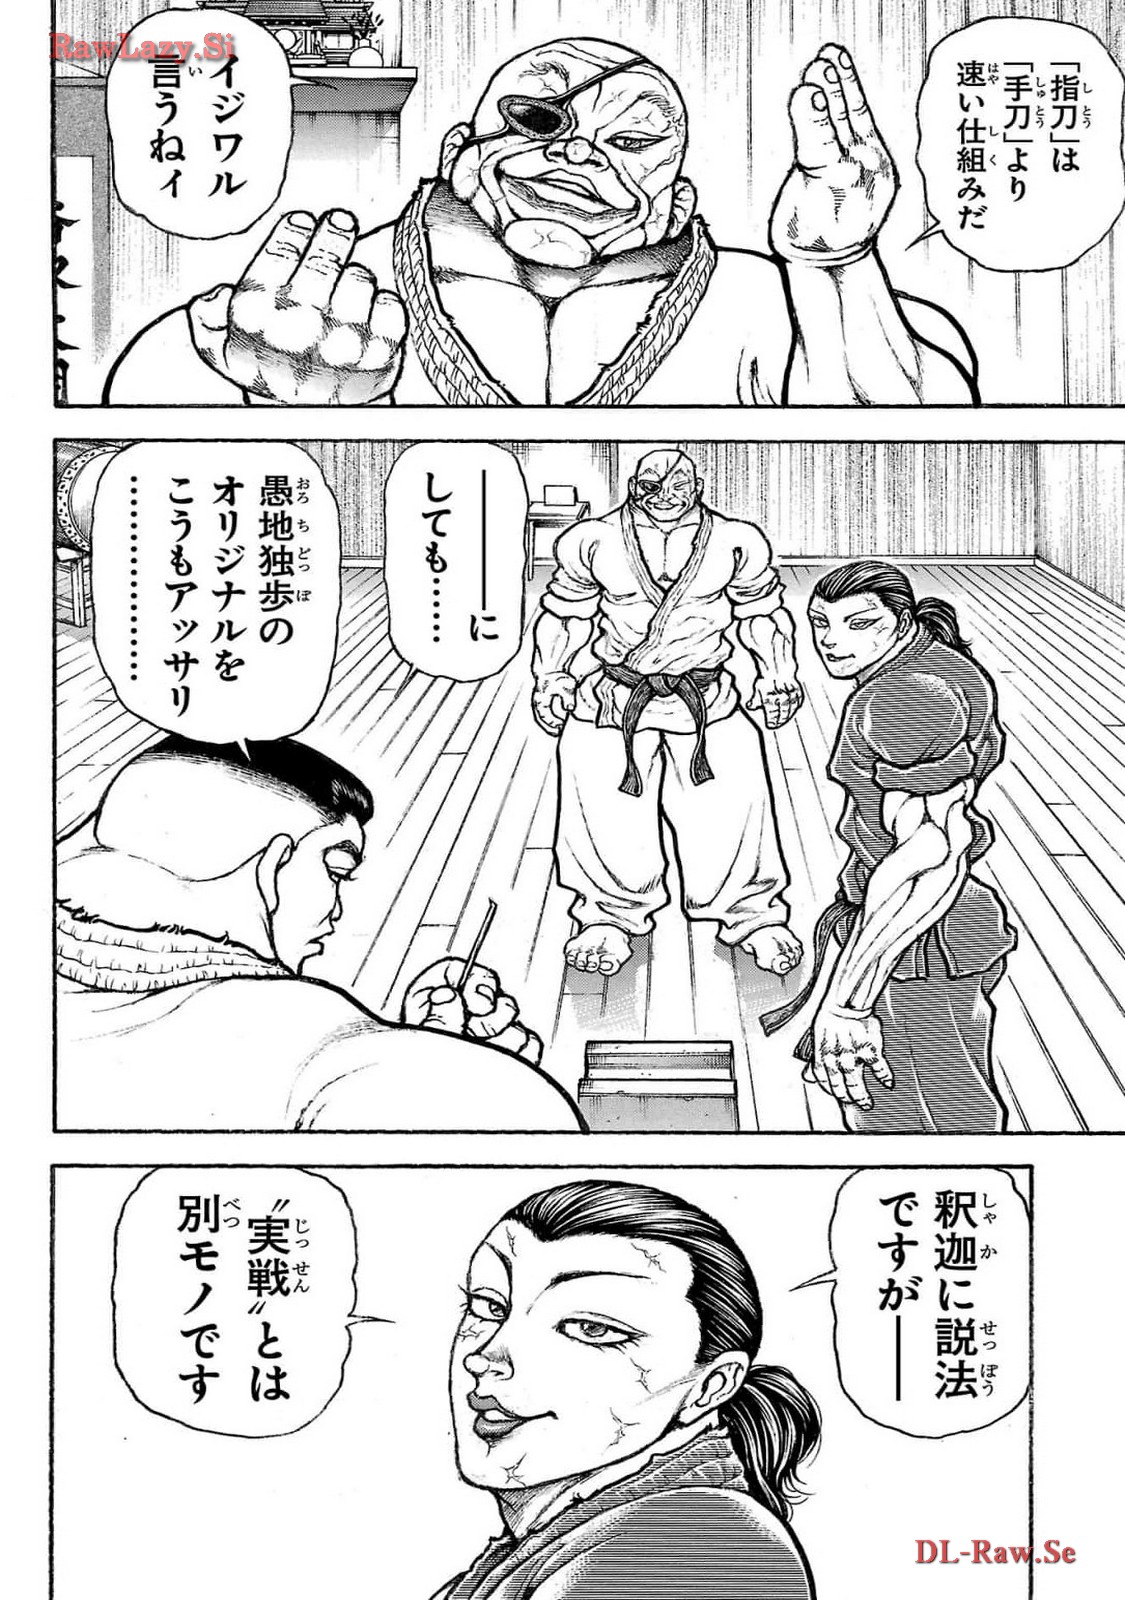 「指刀」は
「手刀」より
速い仕組みだ
イジワル
言うねィ
RawLazy.Si
――に
しても……
愚地独歩の
オリジナルを
こうもアッサリ
……………
釈迦に説法
ですが――
〝実戦〟とは
別モノです
DL-Raw.Se